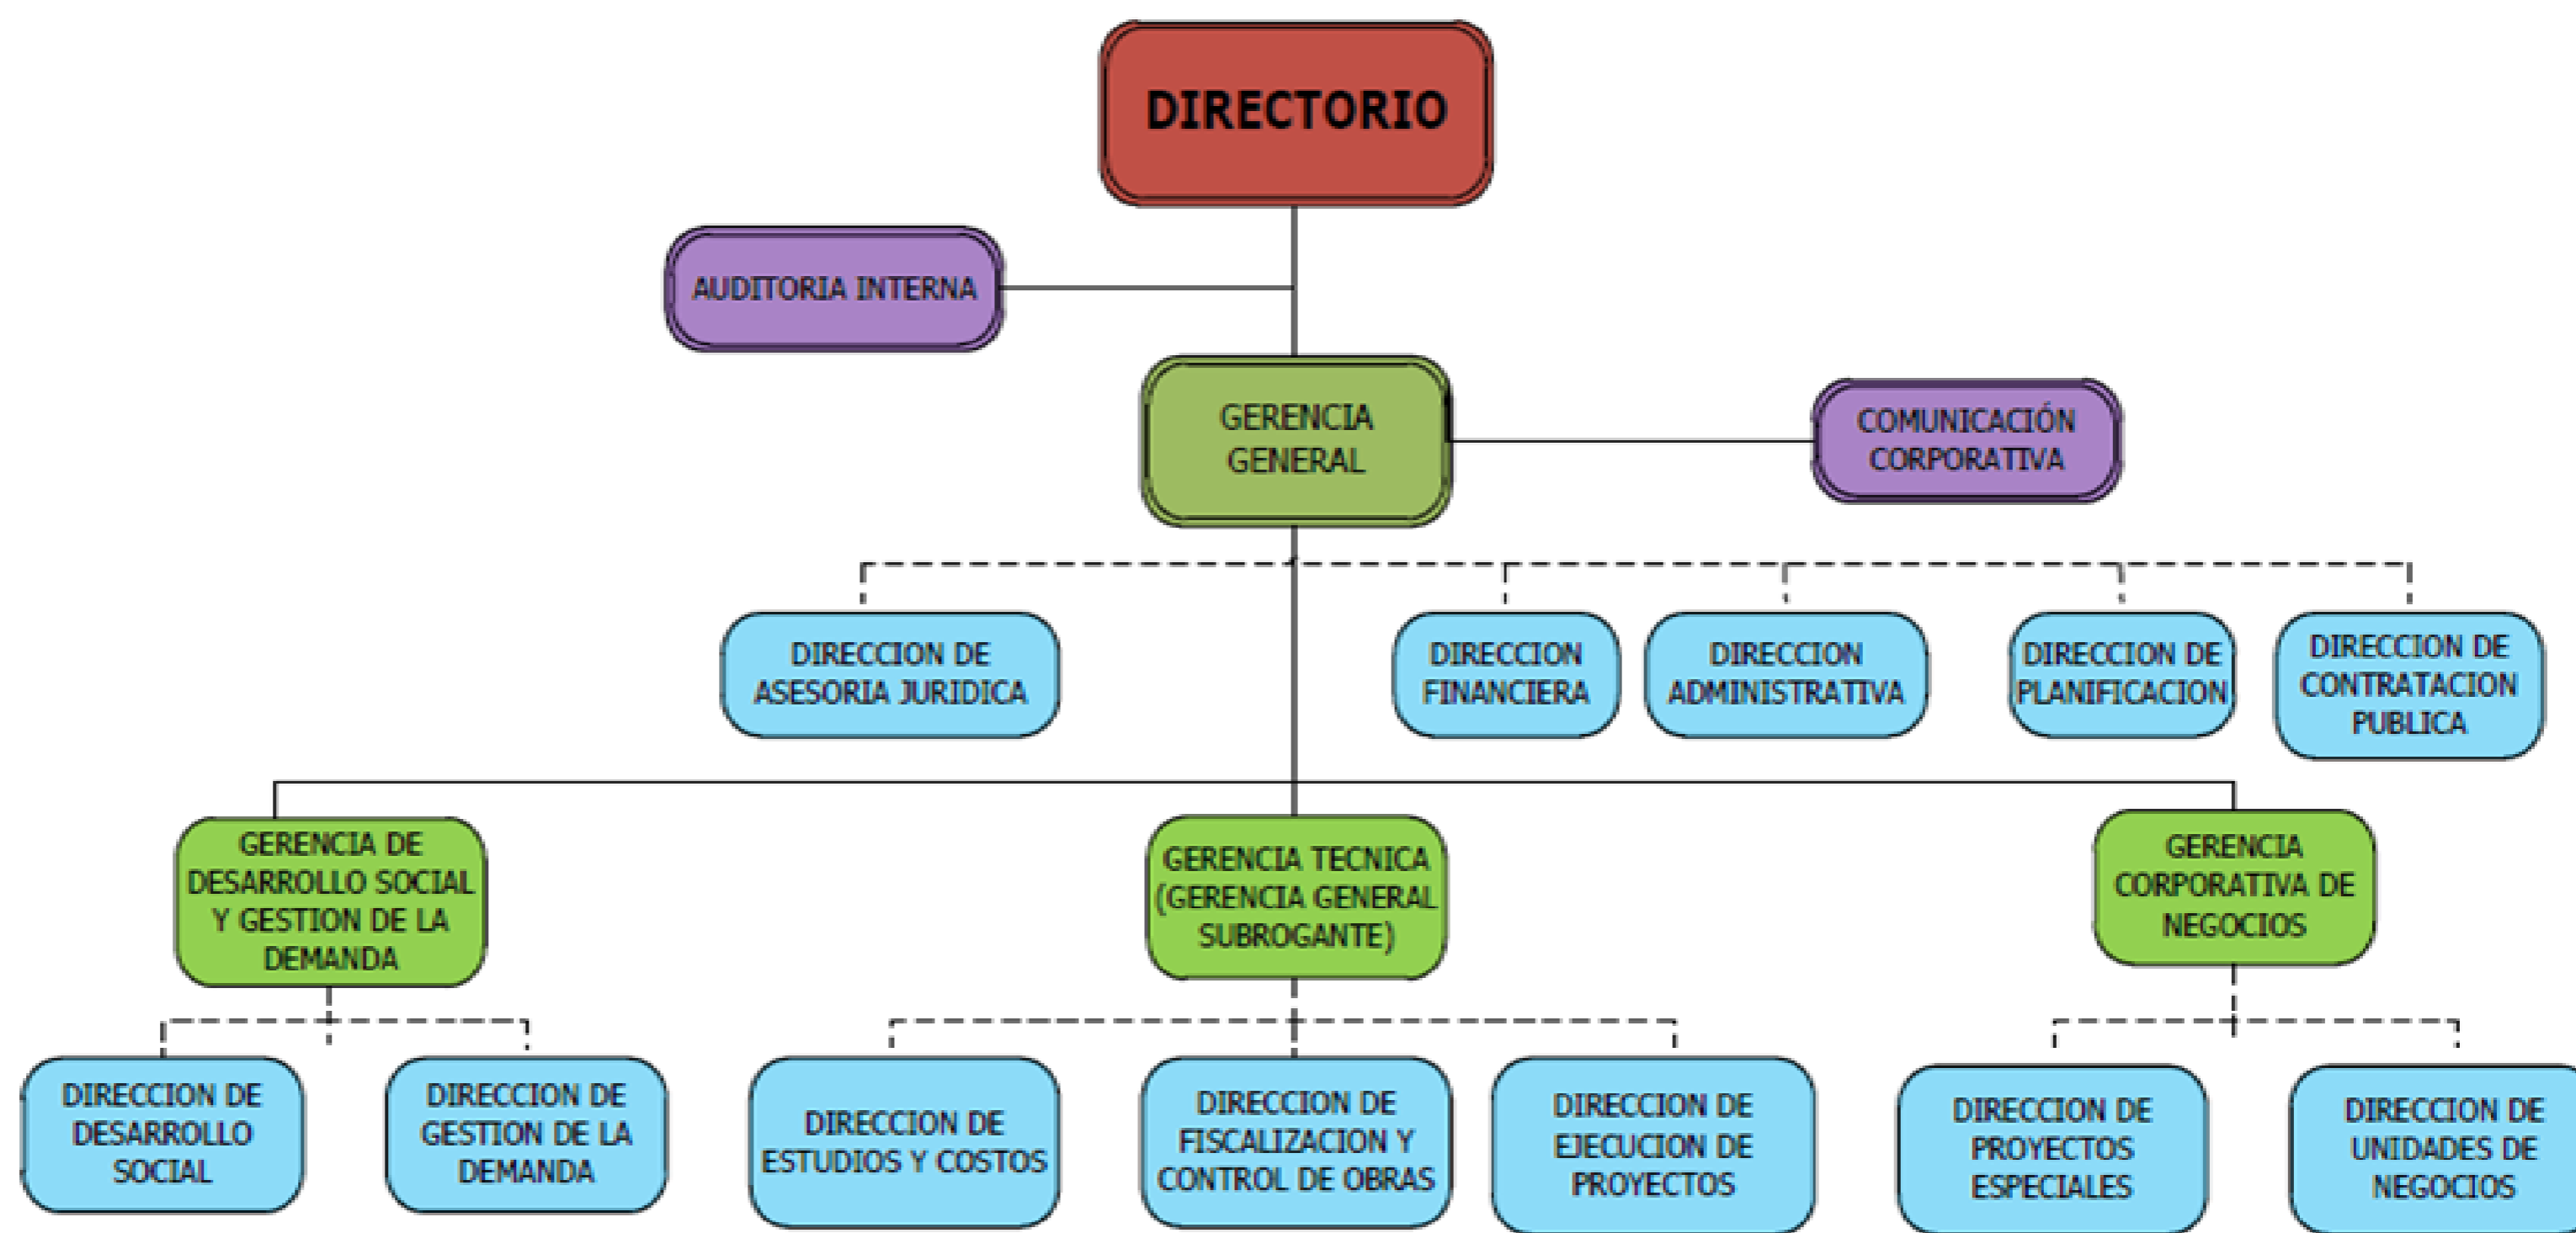 DIRECTORIO
AUDITORIA INTERNA
GERENCIA
GENERAL
COMUNICACIÓN
CORPORATIVA
DIRECCION DE
ASESORIA JURIDICA
DIRECCION
FINANCIERA
DIRECCION
ADMINISTRATIVA
DIRECCION DE
PLANIFICACION
DIRECCION DE
CONTRATACION
PUBLICA
GERENCIA DE
DESARROLLO SOCIAL
Y GESTION DE LA
DEMANDA
GERENCIA TECNICA
(GERENCIA GENERAL
SUBROGANTE)
GERENCIA
CORPORATIVA DE
NEGOCIOS
DIRECCION DE
DESARROLLO
SOCIAL
DIRECCION DE
GESTION DE LA
DEMANDA
DIRECCION DE
ESTUDIOS Y COSTOS
DIRECCION DE
FISCALIZACION Y
CONTROL DE OBRAS
DIRECCION DE
EJECUCION DE
PROYECTOS
DIRECCION DE
PROYECTOS
ESPECIALES
DIRECCION DE
UNIDADES DE
NEGOCIOS